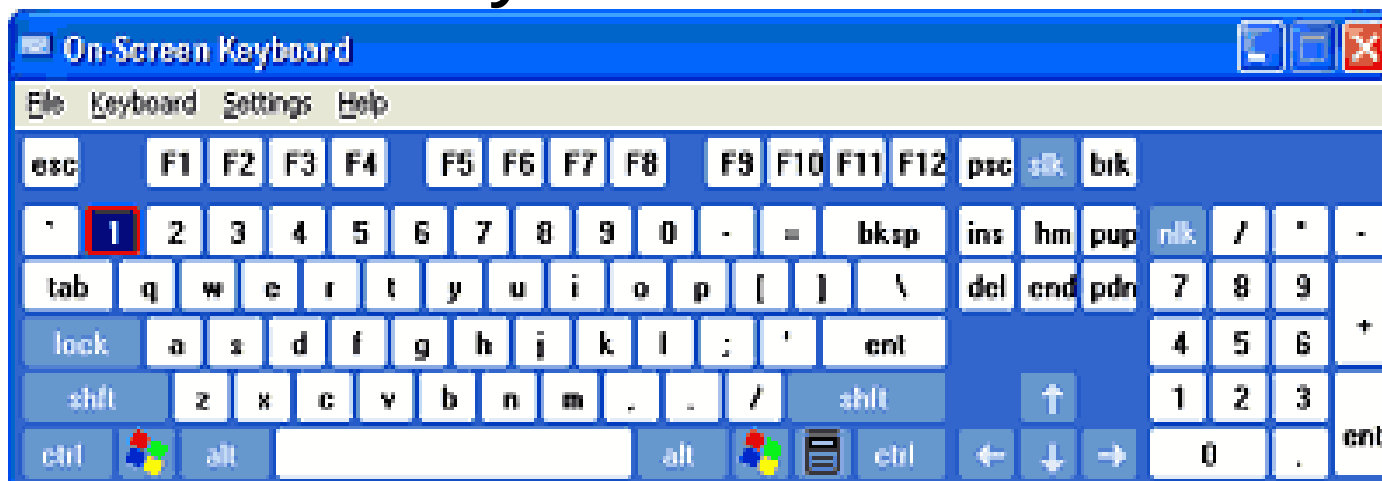 On-Screen Keyboard
File Keyboard Settings Help
esc F1 F2 F3 F4 F5 F6 F7 F8 F9 F10 F11 F12 psc slk brk
` 1 2 3 4 5 6 7 8 9 0 - = bksp ins hm pup nlk / * -
tab q w e r t y u i o p [ ] \ del end pdn 7 8 9
lock a s d f g h j k l ; ' ent 4 5 6 +
shft z x c v b n m , . / shft ↑ 1 2 3
ctrl alt alt ctrl ← ↓ → 0 . ent